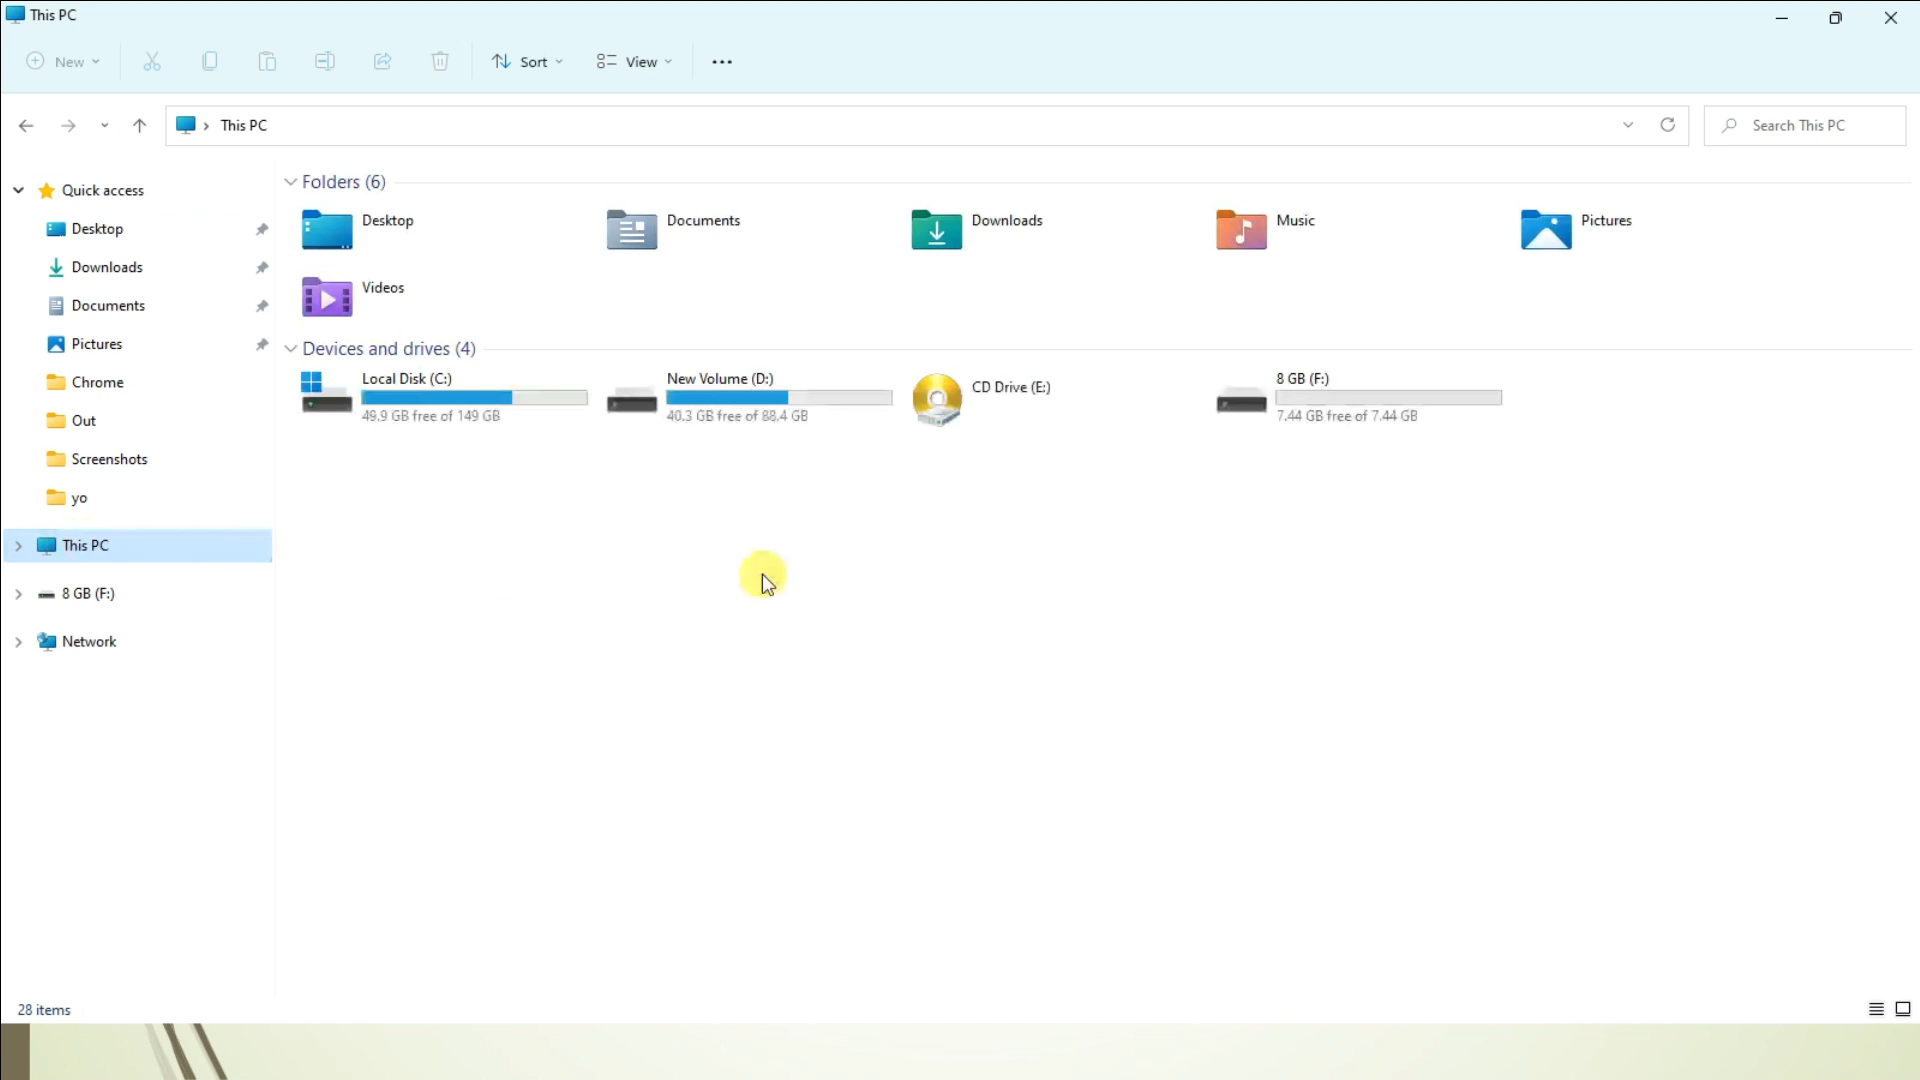 This PC
New
Sort
View
This PC
Search This PC
Quick access
Desktop
Downloads
Documents
Pictures
Chrome
Out
Screenshots
yo
This PC
8 GB (F:)
Network
Folders (6)
Desktop
Documents
Downloads
Music
Pictures
Videos
Devices and drives (4)
Local Disk (C:)
49.9 GB free of 149 GB
New Volume (D:)
40.3 GB free of 88.4 GB
CD Drive (E:)
8 GB (F:)
7.44 GB free of 7.44 GB
28 items